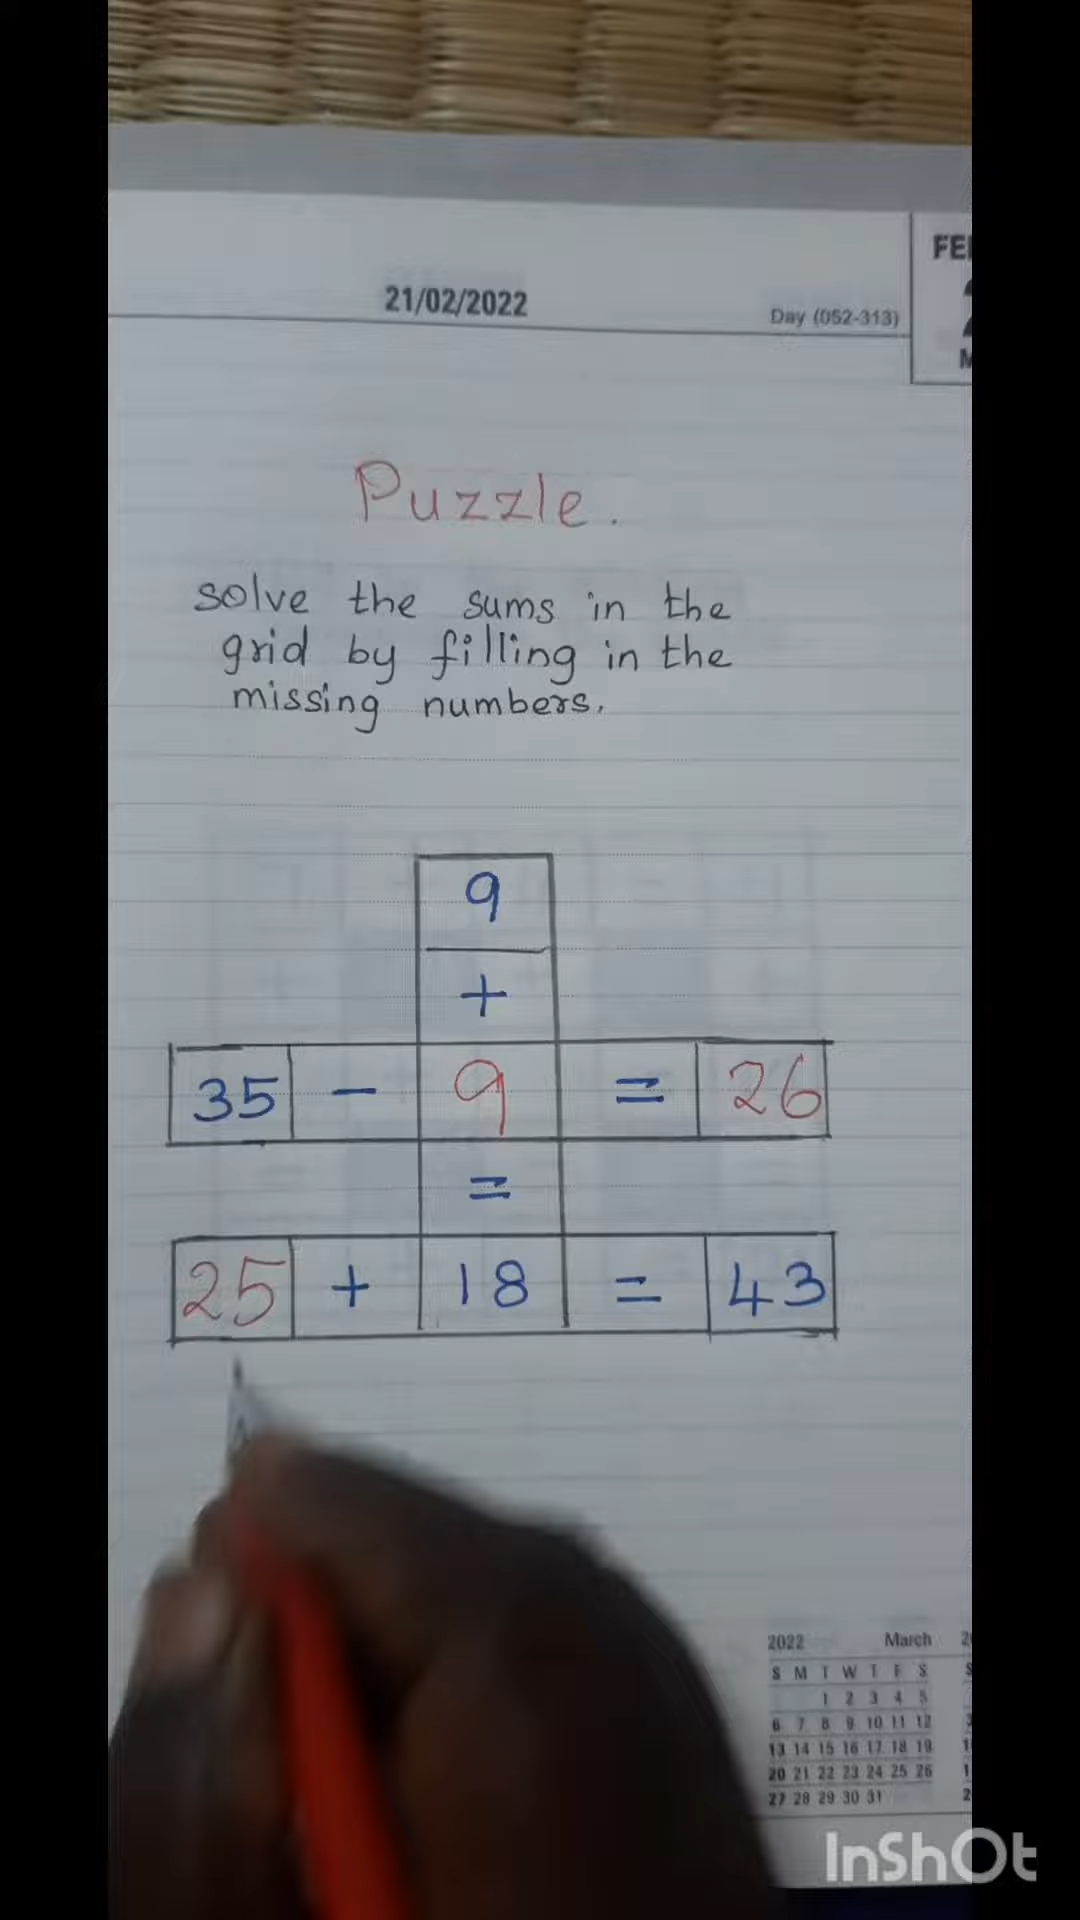 21/02/2022
Day (052-313)
Puzzle.
solve the sums in the
grid by filling in the
missing numbers.
9
+
35 - 9 = 26
=
25 + 18 = 43
2022 March
S M T W T F S
1 2 3 4 5
6 7 8 9 10 11 12
13 14 15 16 17 18 19
20 21 22 23 24 25 26
27 28 29 30 31
InShOt